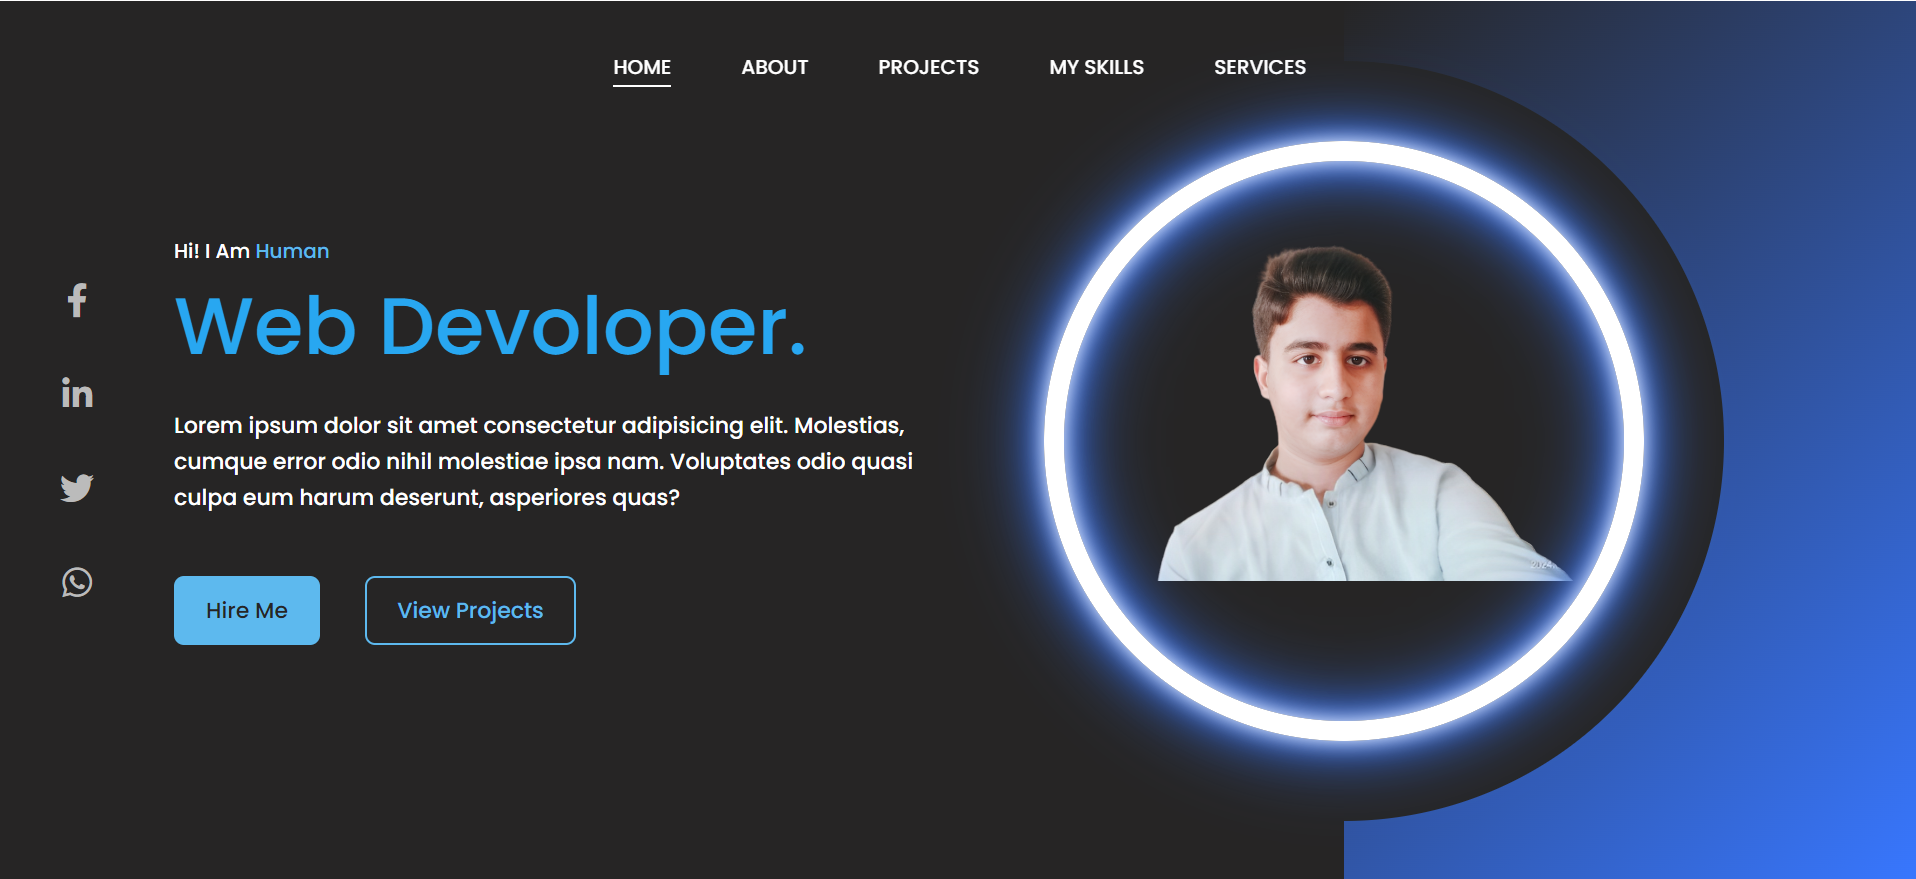 HOME ABOUT PROJECTS MY SKILLS SERVICES
Hi! I Am Human
Web Devoloper.
Lorem ipsum dolor sit amet consectetur adipisicing elit. Molestias,
cumque error odio nihil molestiae ipsa nam. Voluptates odio quasi
culpa eum harum deserunt, asperiores quas?
Hire Me View Projects